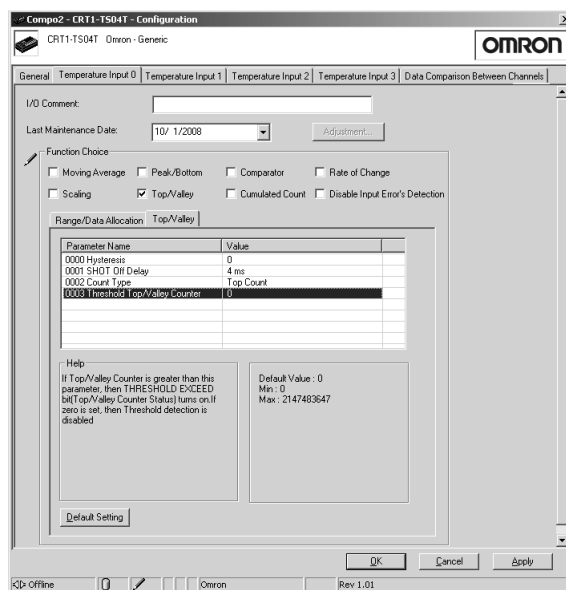 Compo2 - CRT1-TS04T - Configuration
CRT1-TS04T Omron - Generic
OMRON
General Temperature Input 0 Temperature Input 1 Temperature Input 2 Temperature Input 3 Data Comparison Between Channels
I/O Comment:
Last Maintenance Date: 10/ 1/2008 Adjustment...
Function Choice
Moving Average Peak/Bottom Comparator Rate of Change
Scaling Top/Valley Cumulated Count Disable Input Error's Detection
Range/Data Allocation Top/Valley
Parameter Name Value
0000 Hysteresis 0
0001 SHOT Off Delay 4 ms
0002 Count Type Top Count
0003 Threshold Top/Valley Counter 0
Help
If Top/Valley Counter is greater than this
parameter, then THRESHOLD EXCEED
bit(Top/Valley Counter Status) turns on.If
zero is set, then Threshold detection is
disabled
Default Value : 0
Min : 0
Max : 2147483647
Default Setting
OK Cancel Apply
Offline Omron Rev 1.01